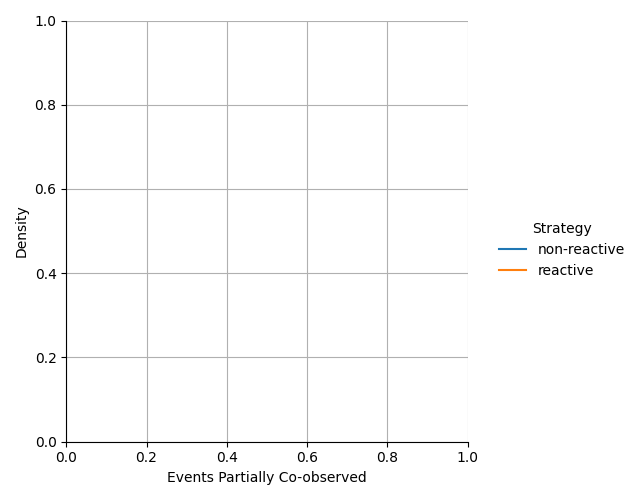 1.0
0.8
0.6
0.4
0.2
0.0
Density
0.0 0.2 0.4 0.6 0.8 1.0
Events Partially Co-observed
Strategy
non-reactive
reactive